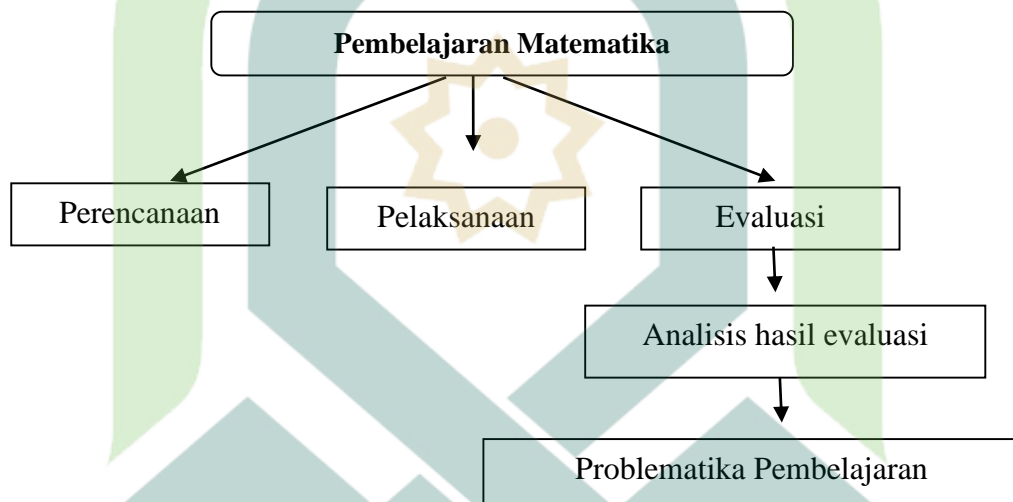 Pembelajaran Matematika
Perencanaan
Pelaksanaan
Evaluasi
Analisis hasil evaluasi
Problematika Pembelajaran